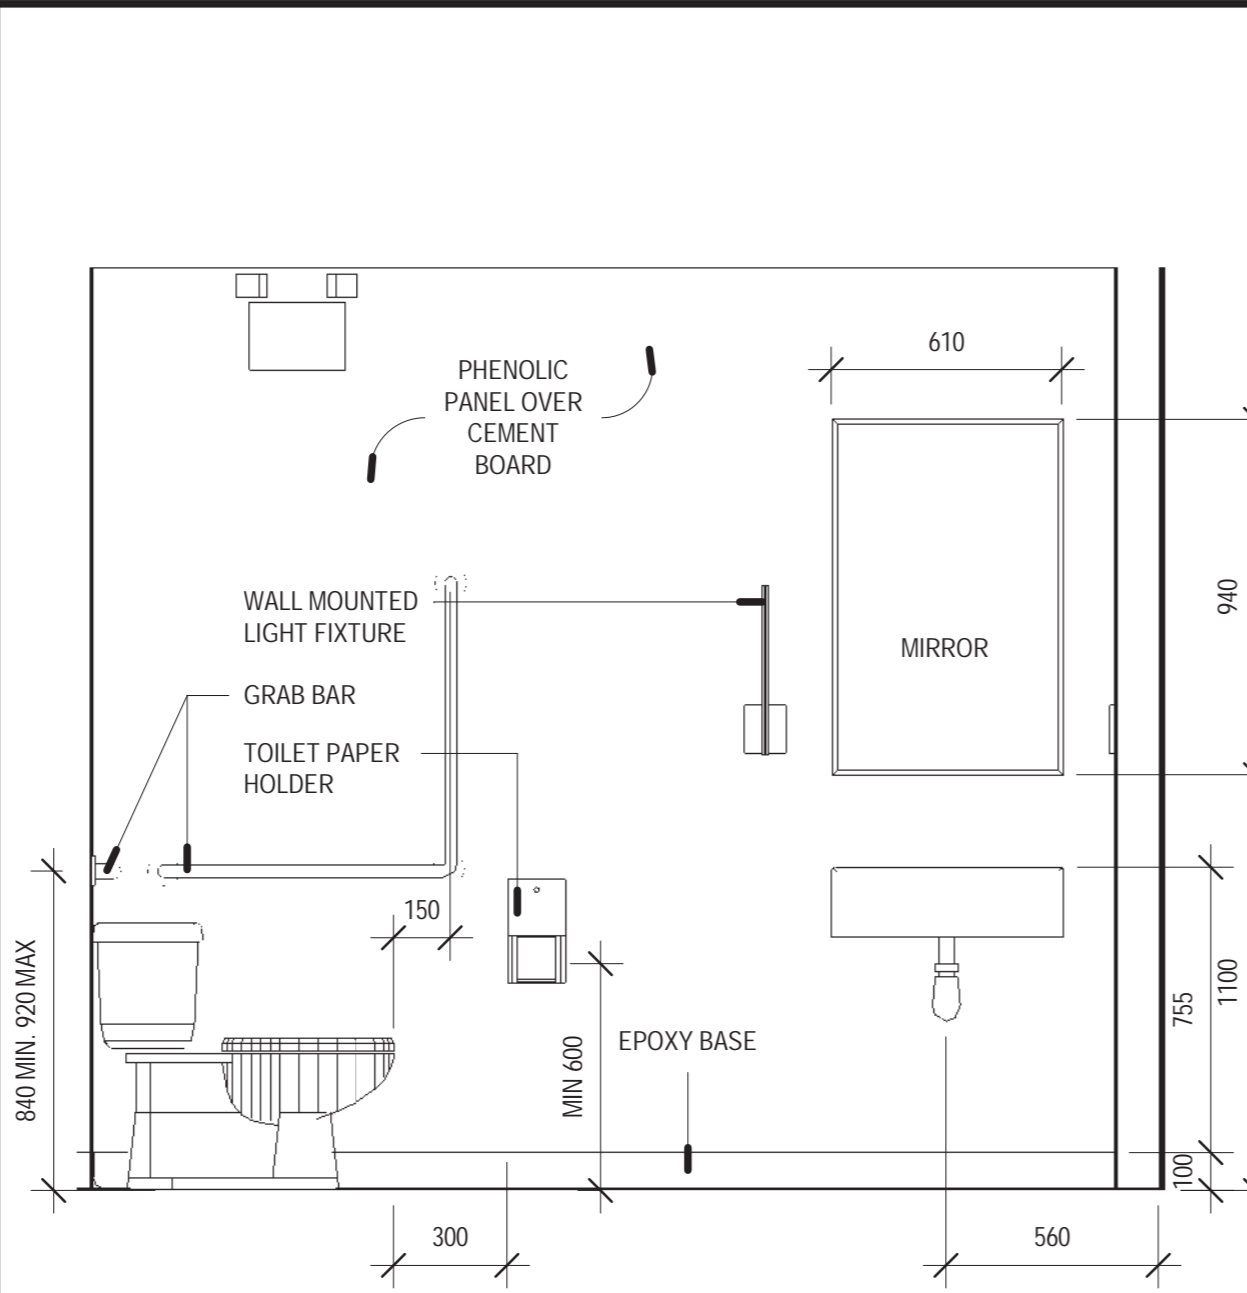 610
PHENOLIC
PANEL OVER
CEMENT
BOARD
940
WALL MOUNTED
LIGHT FIXTURE
MIRROR
GRAB BAR
TOILET PAPER
HOLDER
150
840 MIN. 920 MAX
MIN 600
EPOXY BASE
755
1100
100
300
560